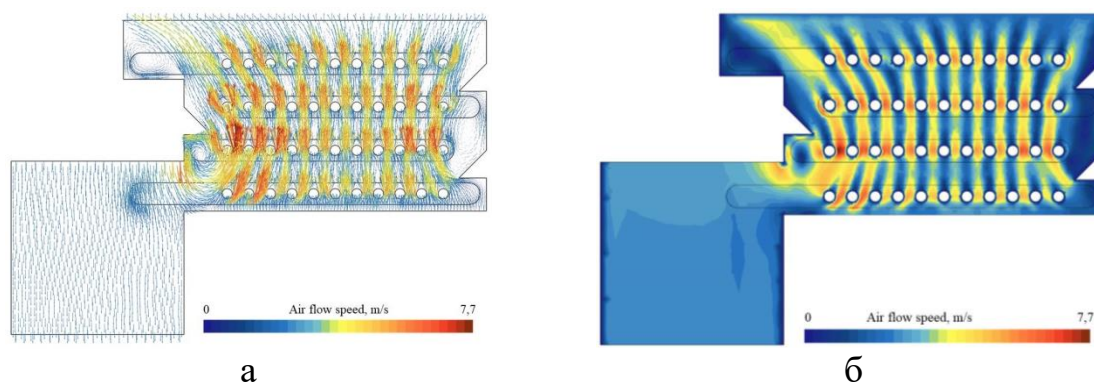 0 Air flow speed, m/s 7,7
0 Air flow speed, m/s 7,7
а
б